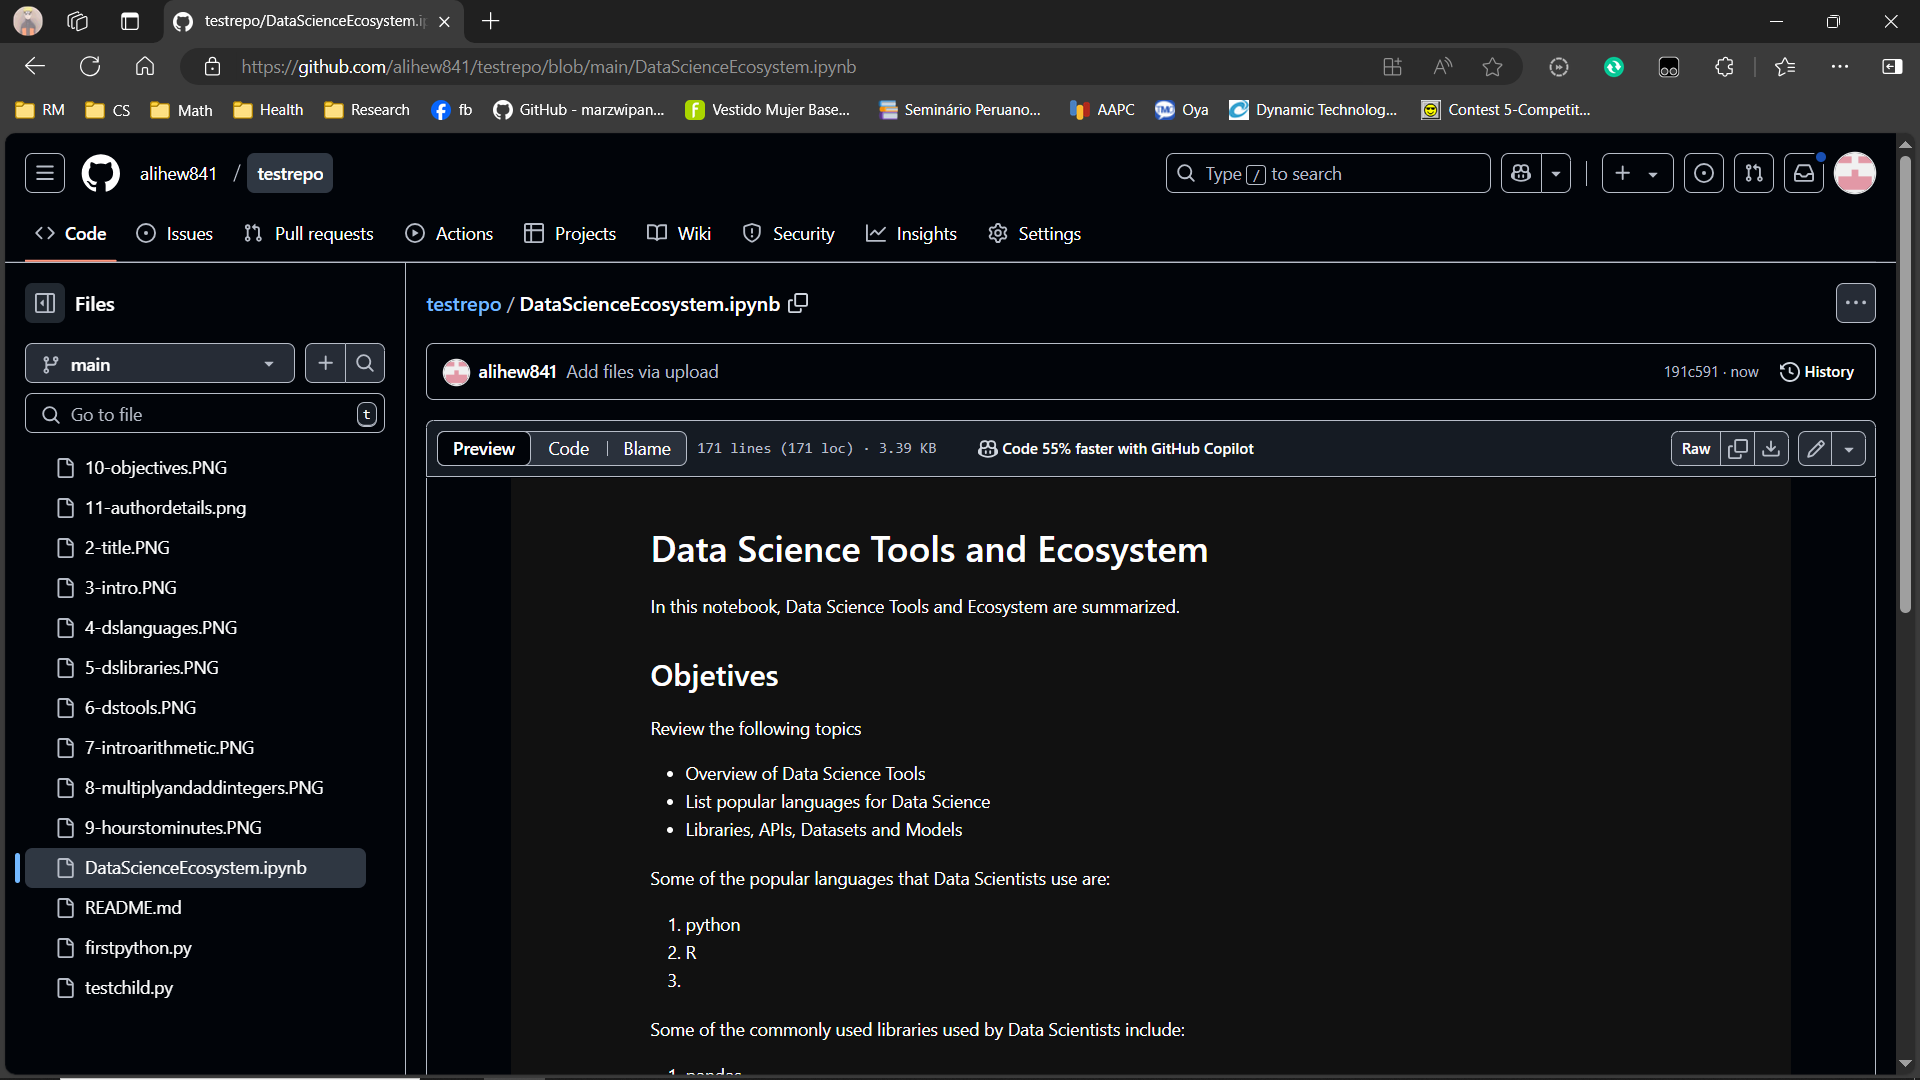 testrepo/DataScienceEcosystem.ip
https://github.com/alihew841/testrepo/blob/main/DataScienceEcosystem.ipynb
RM CS Math Health Research fb GitHub - marzwipan... Vestido Mujer Base... Seminário Peruano... AAPC Oya Dynamic Technolog... Contest 5-Competit...
alihew841 / testrepo
Type / to search
Code Issues Pull requests Actions Projects Wiki Security Insights Settings
Files
main
Go to file t
10-objectives.PNG
11-authordetails.png
2-title.PNG
3-intro.PNG
4-dslanguages.PNG
5-dslibraries.PNG
6-dstools.PNG
7-introarithmetic.PNG
8-multiplyandaddintegers.PNG
9-hourstominutes.PNG
DataScienceEcosystem.ipynb
README.md
firstpython.py
testchild.py
testrepo / DataScienceEcosystem.ipynb
alihew841 Add files via upload 191c591 · now History
Preview Code Blame 171 lines (171 loc) · 3.39 KB Code 55% faster with GitHub Copilot Raw
Data Science Tools and Ecosystem
In this notebook, Data Science Tools and Ecosystem are summarized.
Objetives
Review the following topics
• Overview of Data Science Tools
• List popular languages for Data Science
• Libraries, APIs, Datasets and Models
Some of the popular languages that Data Scientists use are:
1. python
2. R
3.
Some of the commonly used libraries used by Data Scientists include:
1. pandas